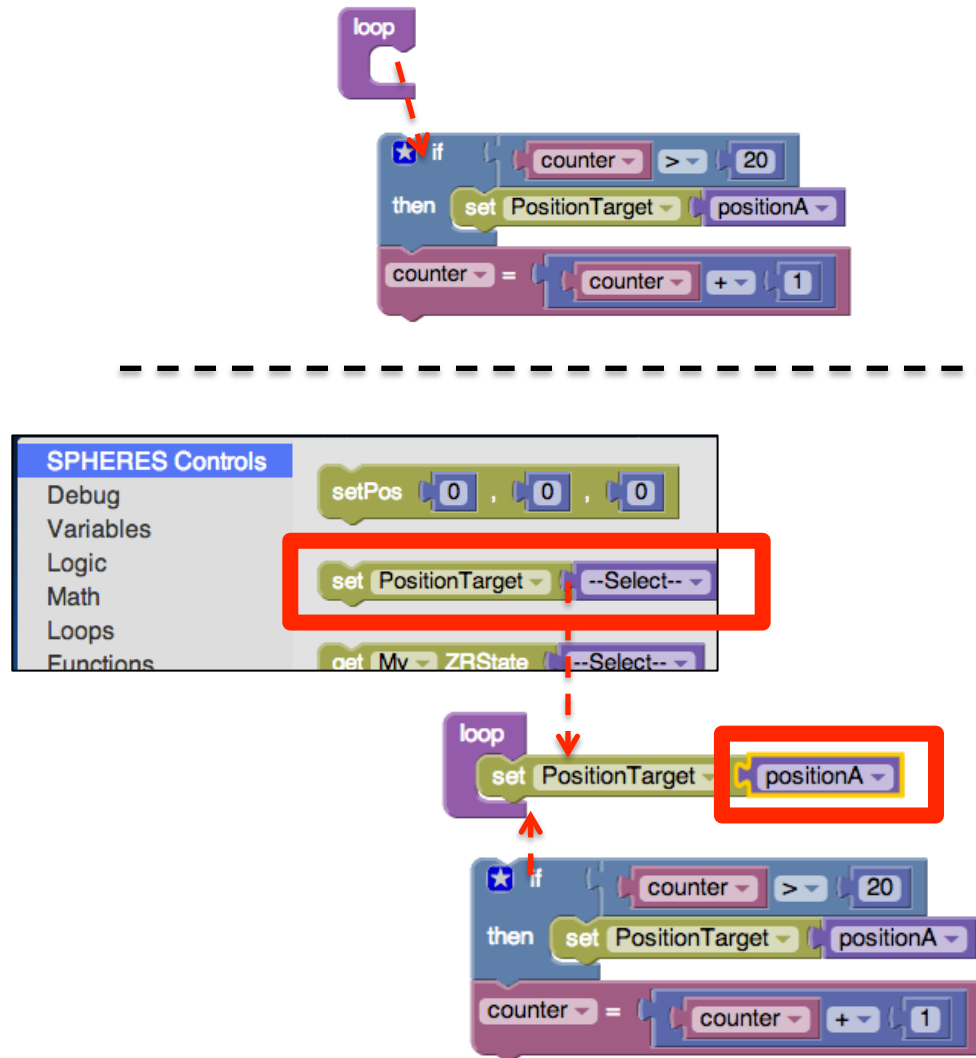 loop
if counter > 20
then set PositionTarget positionA
counter = counter + 1
SPHERES Controls
Debug
Variables
Logic
Math
Loops
Functions
setPos 0 , 0 , 0
set PositionTarget --Select--
get My ZRState --Select--
loop
set PositionTarget positionA
if counter > 20
then set PositionTarget positionA
counter = counter + 1